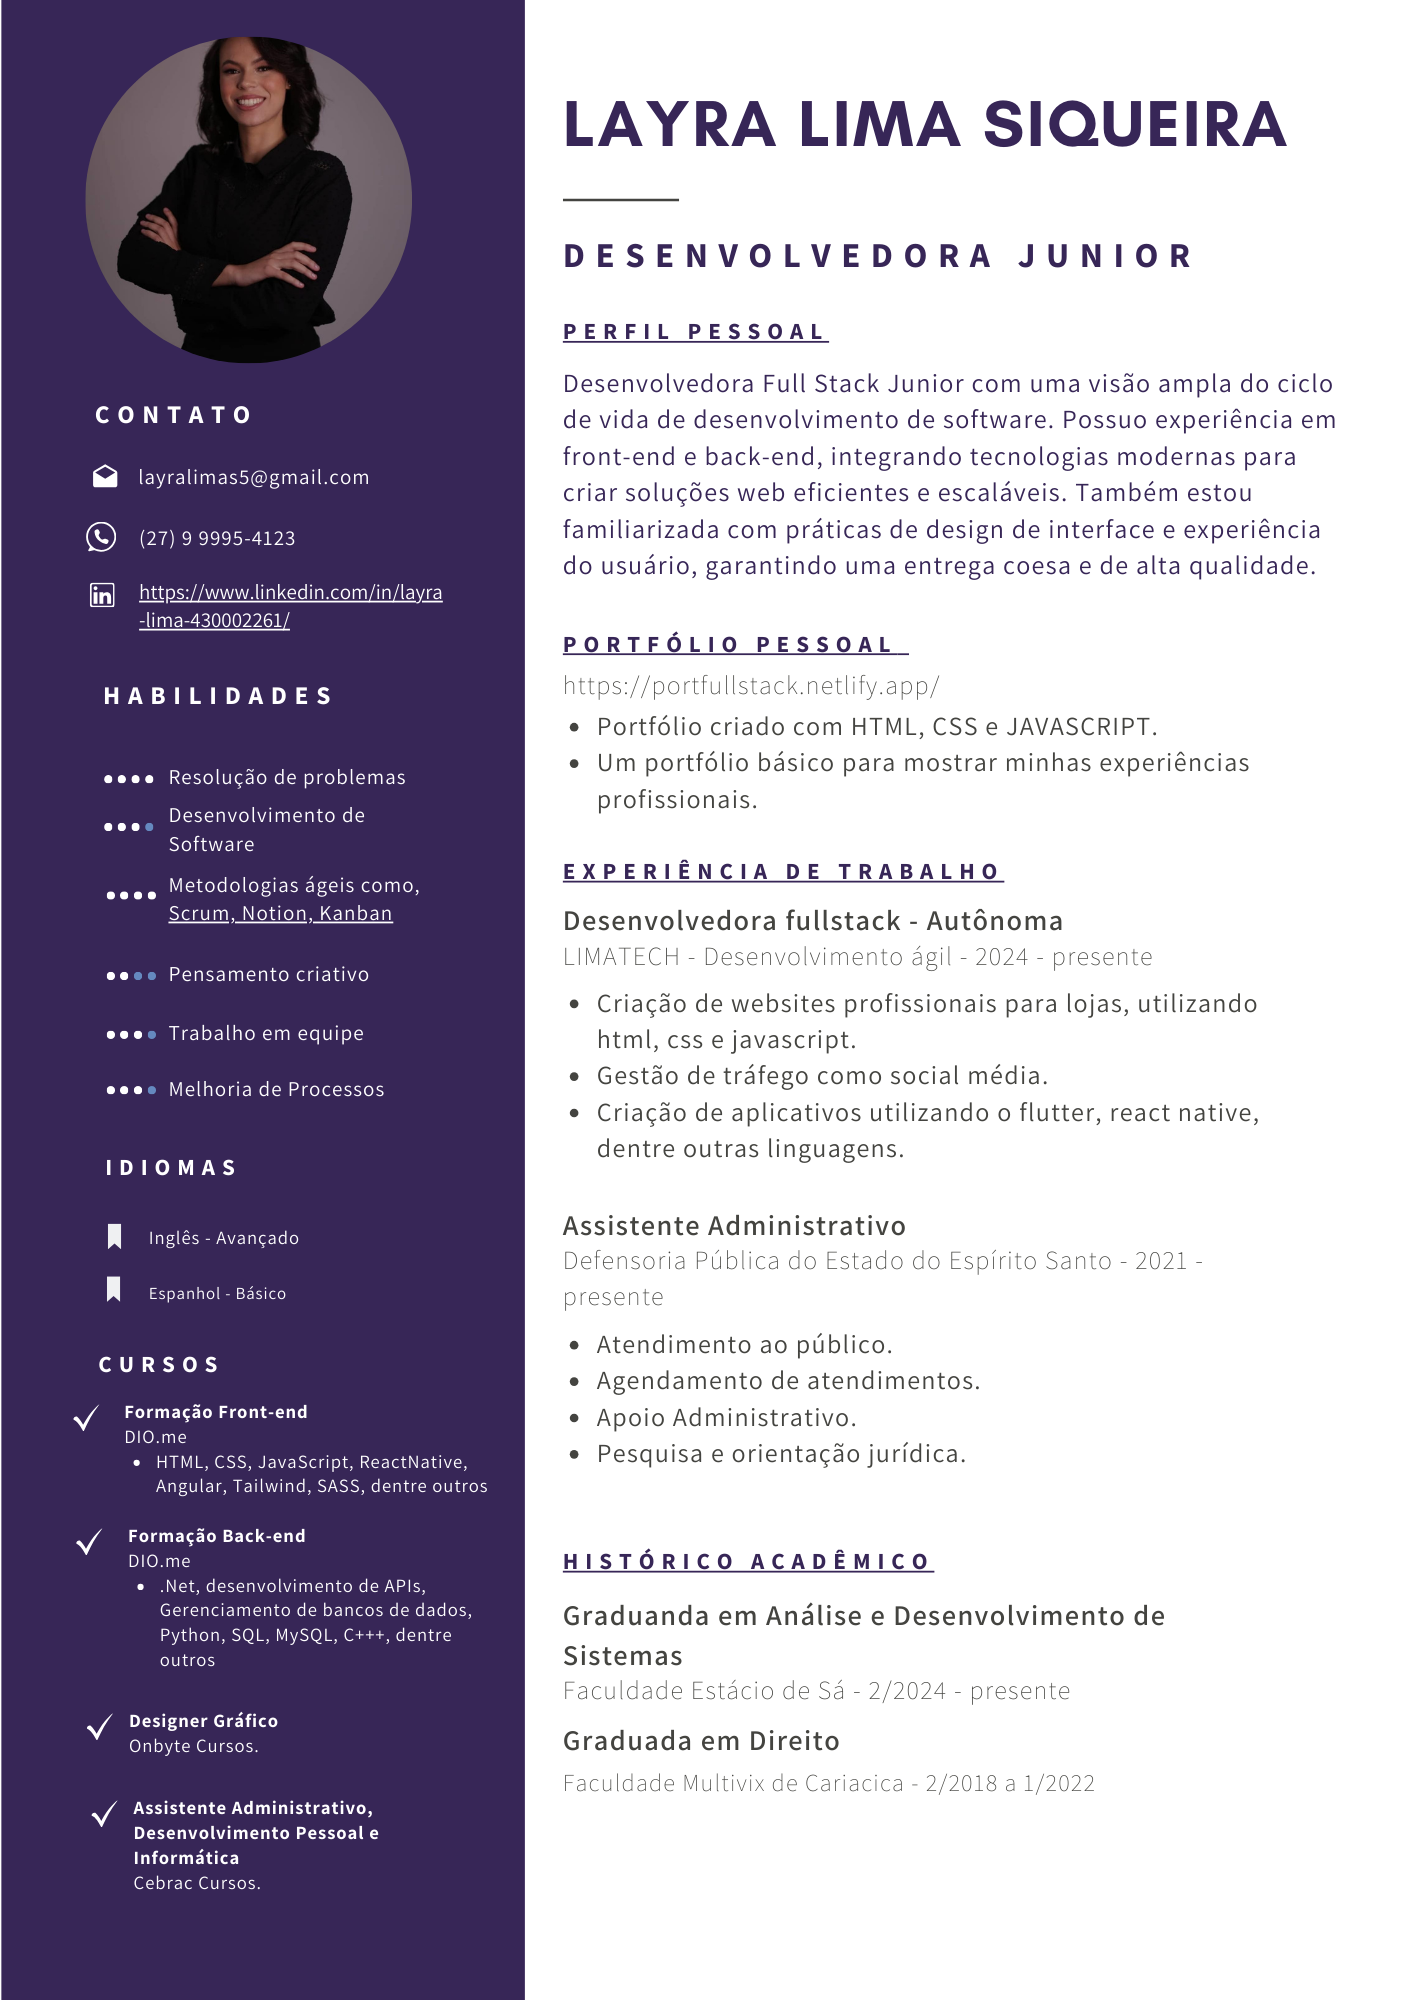 CONTATO
layralimas5@gmail.com
(27) 9 9995-4123
https://www.linkedin.com/in/layra
-lima-430002261/
HABILIDADES
Resolução de problemas
Desenvolvimento de
Software
Metodologias ágeis como,
Scrum, Notion, Kanban
Pensamento criativo
Trabalho em equipe
Melhoria de Processos
IDIOMAS
Inglês - Avançado
Espanhol - Básico
CURSOS
Formação Front-end
DIO.me
• HTML, CSS, JavaScript, ReactNative,
Angular, Tailwind, SASS, dentre outros
Formação Back-end
DIO.me
• .Net, desenvolvimento de APIs,
Gerenciamento de bancos de dados,
Python, SQL, MySQL, C+++, dentre
outros
Designer Gráfico
Onbyte Cursos.
Assistente Administrativo,
Desenvolvimento Pessoal e
Informática
Cebrac Cursos.
LAYRA LIMA SIQUEIRA
DESENVOLVEDORA JUNIOR
PERFIL PESSOAL
Desenvolvedora Full Stack Junior com uma visão ampla do ciclo
de vida de desenvolvimento de software. Possuo experiência em
front-end e back-end, integrando tecnologias modernas para
criar soluções web eficientes e escaláveis. Também estou
familiarizada com práticas de design de interface e experiência
do usuário, garantindo uma entrega coesa e de alta qualidade.
PORTFÓLIO PESSOAL
https://portfullstack.netlify.app/
• Portfólio criado com HTML, CSS e JAVASCRIPT.
• Um portfólio básico para mostrar minhas experiências
profissionais.
EXPERIÊNCIA DE TRABALHO
Desenvolvedora fullstack - Autônoma
LIMATECH - Desenvolvimento ágil - 2024 - presente
• Criação de websites profissionais para lojas, utilizando
html, css e javascript.
• Gestão de tráfego como social média.
• Criação de aplicativos utilizando o flutter, react native,
dentre outras linguagens.
Assistente Administrativo
Defensoria Pública do Estado do Espírito Santo - 2021 -
presente
• Atendimento ao público.
• Agendamento de atendimentos.
• Apoio Administrativo.
• Pesquisa e orientação jurídica.
HISTÓRICO ACADÊMICO
Graduanda em Análise e Desenvolvimento de
Sistemas
Faculdade Estácio de Sá - 2/2024 - presente
Graduada em Direito
Faculdade Multivix de Cariacica - 2/2018 a 1/2022